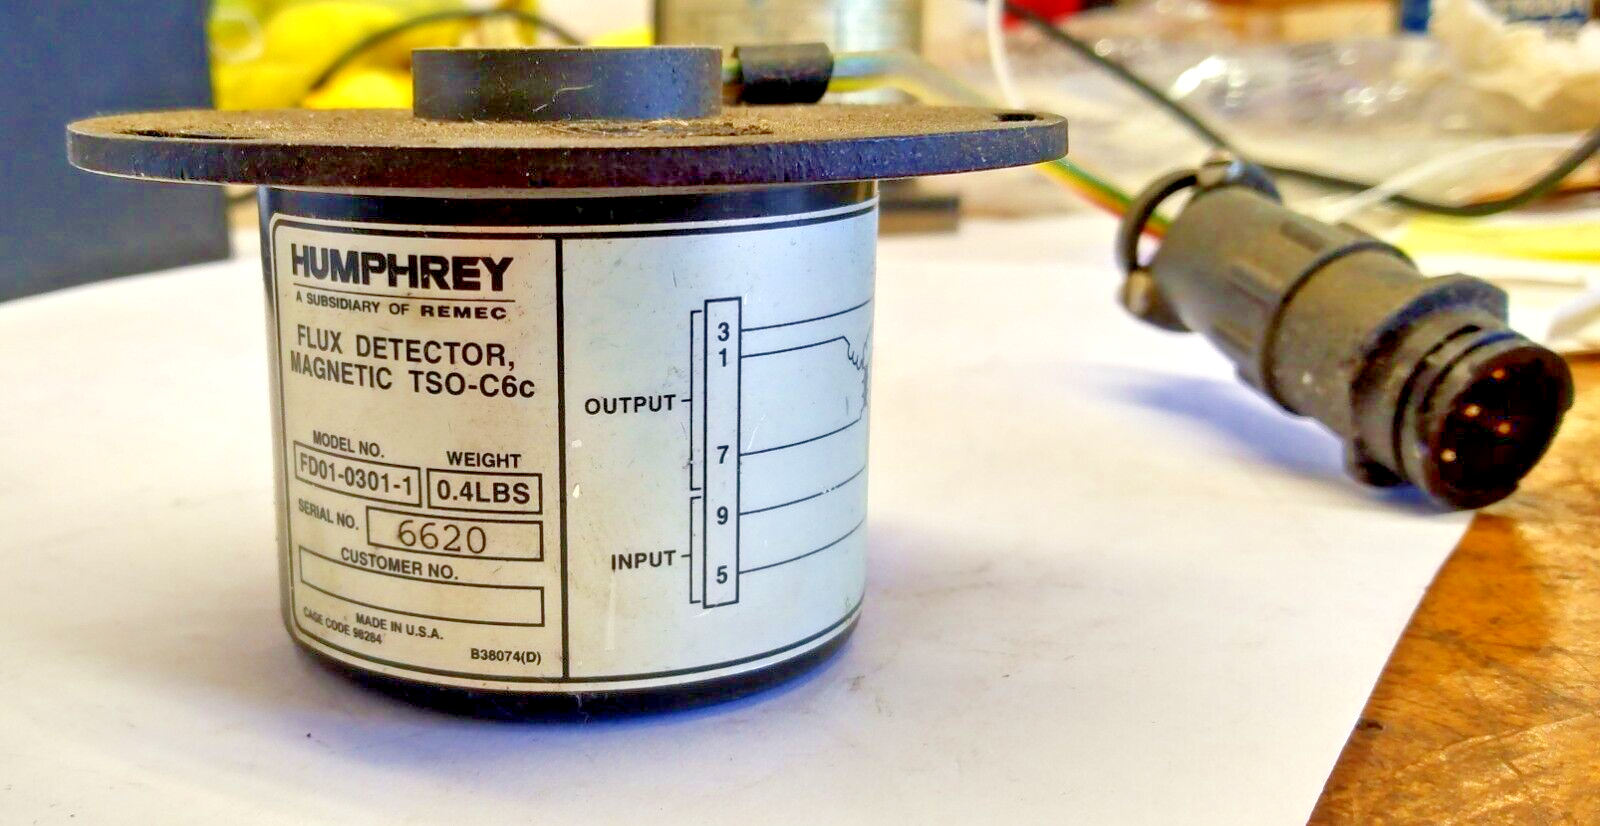 HUMPHREY
A SUBSIDIARY OF REMEC
FLUX DETECTOR,
MAGNETIC TSO-C6c
MODEL NO.
FD01-0301-1
WEIGHT
0.4LBS
SERIAL NO.
6620
CUSTOMER NO.
MADE IN U.S.A.
CAGE CODE 98284
B38074(D)
OUTPUT
3
1
7
INPUT
9
5